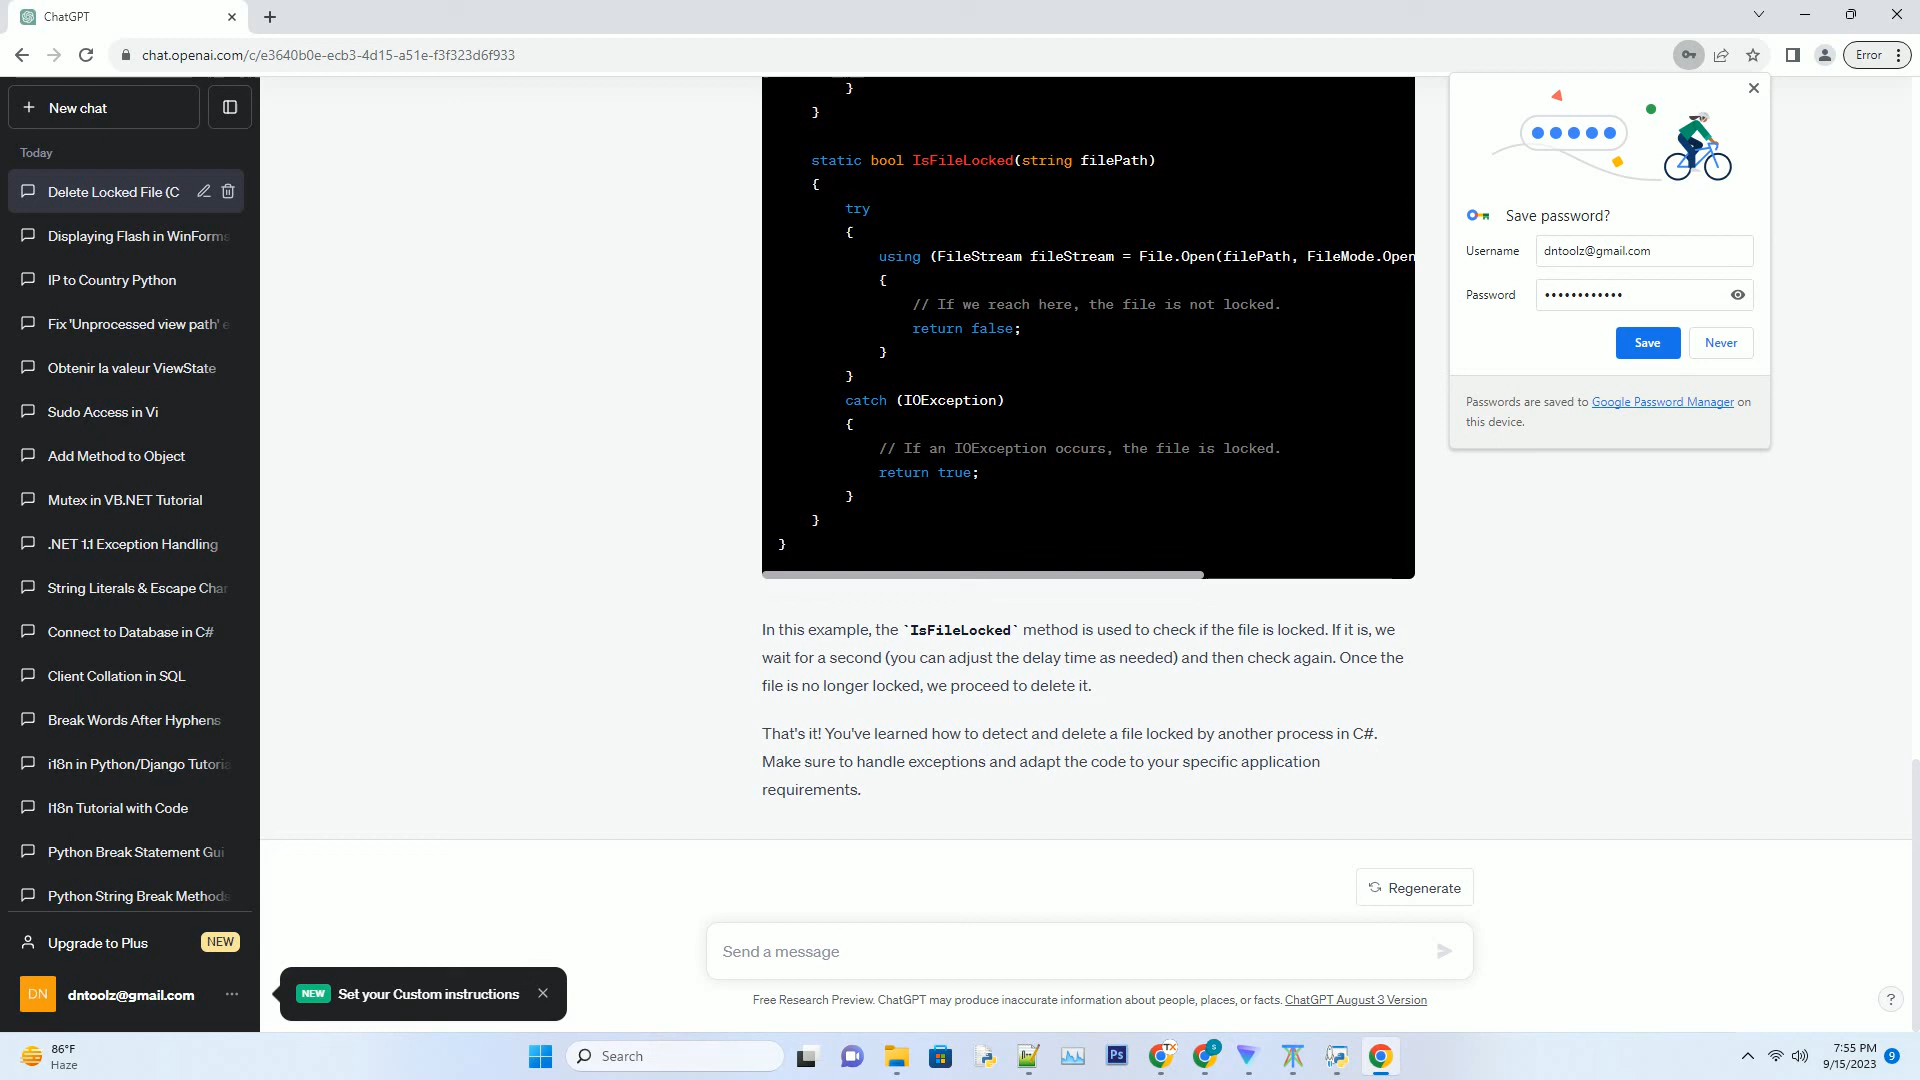 ChatGPT
chat.openai.com/c/e3640b0e-ecb3-4d15-a51e-f3f323d6f933
Error
New chat
Today
Delete Locked File (C
Displaying Flash in WinForms
IP to Country Python
Fix 'Unprocessed view path' e
Obtenir la valeur ViewState
Sudo Access in Vi
Add Method to Object
Mutex in VB.NET Tutorial
.NET 1.1 Exception Handling
String Literals & Escape Char
Connect to Database in C#
Client Collation in SQL
Break Words After Hyphens
i18n in Python/Django Tutoria
I18n Tutorial with Code
Python Break Statement Gui
Python String Break Methods
Upgrade to Plus NEW
DN dntoolz@gmail.com ...
}
}
static bool IsFileLocked(string filePath)
{
try
{
using (FileStream fileStream = File.Open(filePath, FileMode.Open
{
// If we reach here, the file is not locked.
return false;
}
}
catch (IOException)
{
// If an IOException occurs, the file is locked.
return true;
}
}
}
In this example, the `IsFileLocked` method is used to check if the file is locked. If it is, we
wait for a second (you can adjust the delay time as needed) and then check again. Once the
file is no longer locked, we proceed to delete it.
That's it! You've learned how to detect and delete a file locked by another process in C#.
Make sure to handle exceptions and adapt the code to your specific application
requirements.
Regenerate
Send a message
Free Research Preview. ChatGPT may produce inaccurate information about people, places, or facts. ChatGPT August 3 Version
NEW Set your Custom instructions
?
Save password?
Username dntoolz@gmail.com
Password ••••••••••••
Save Never
Passwords are saved to Google Password Manager on
this device.
86°F
Haze
Search
Ps
TX
S
7:55 PM
9/15/2023
9